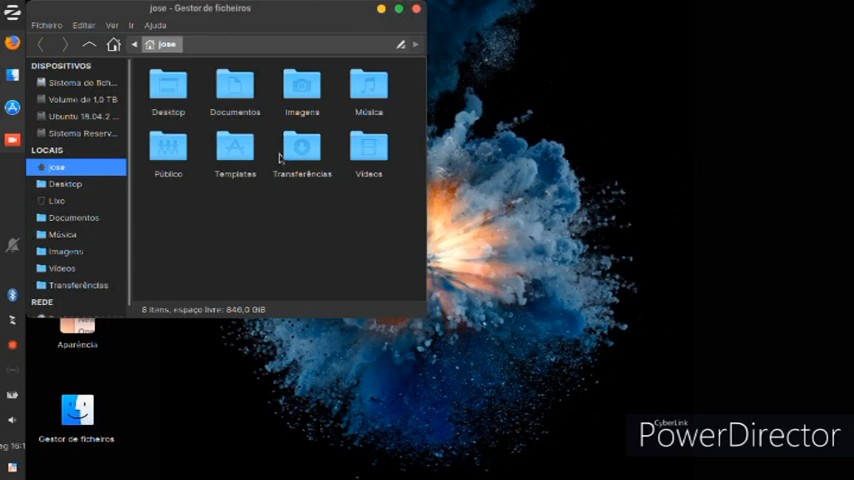 jose - Gestor de ficheiros
Ficheiro Editar Ver Ir Ajuda
jose
DISPOSITIVOS
Sistema de fich...
Volume de 1,0 TB
Ubuntu 18.04.2 ...
Sistema Reserv...
LOCAIS
jose
Desktop
Lixo
Documentos
Música
Imagens
Vídeos
Transferências
REDE
Desktop Documentos Imagens Música
Público Templates Transferências Vídeos
8 itens, espaço livre: 846,0 GiB
Aparência
Gestor de ficheiros
CyberLink
PowerDirector